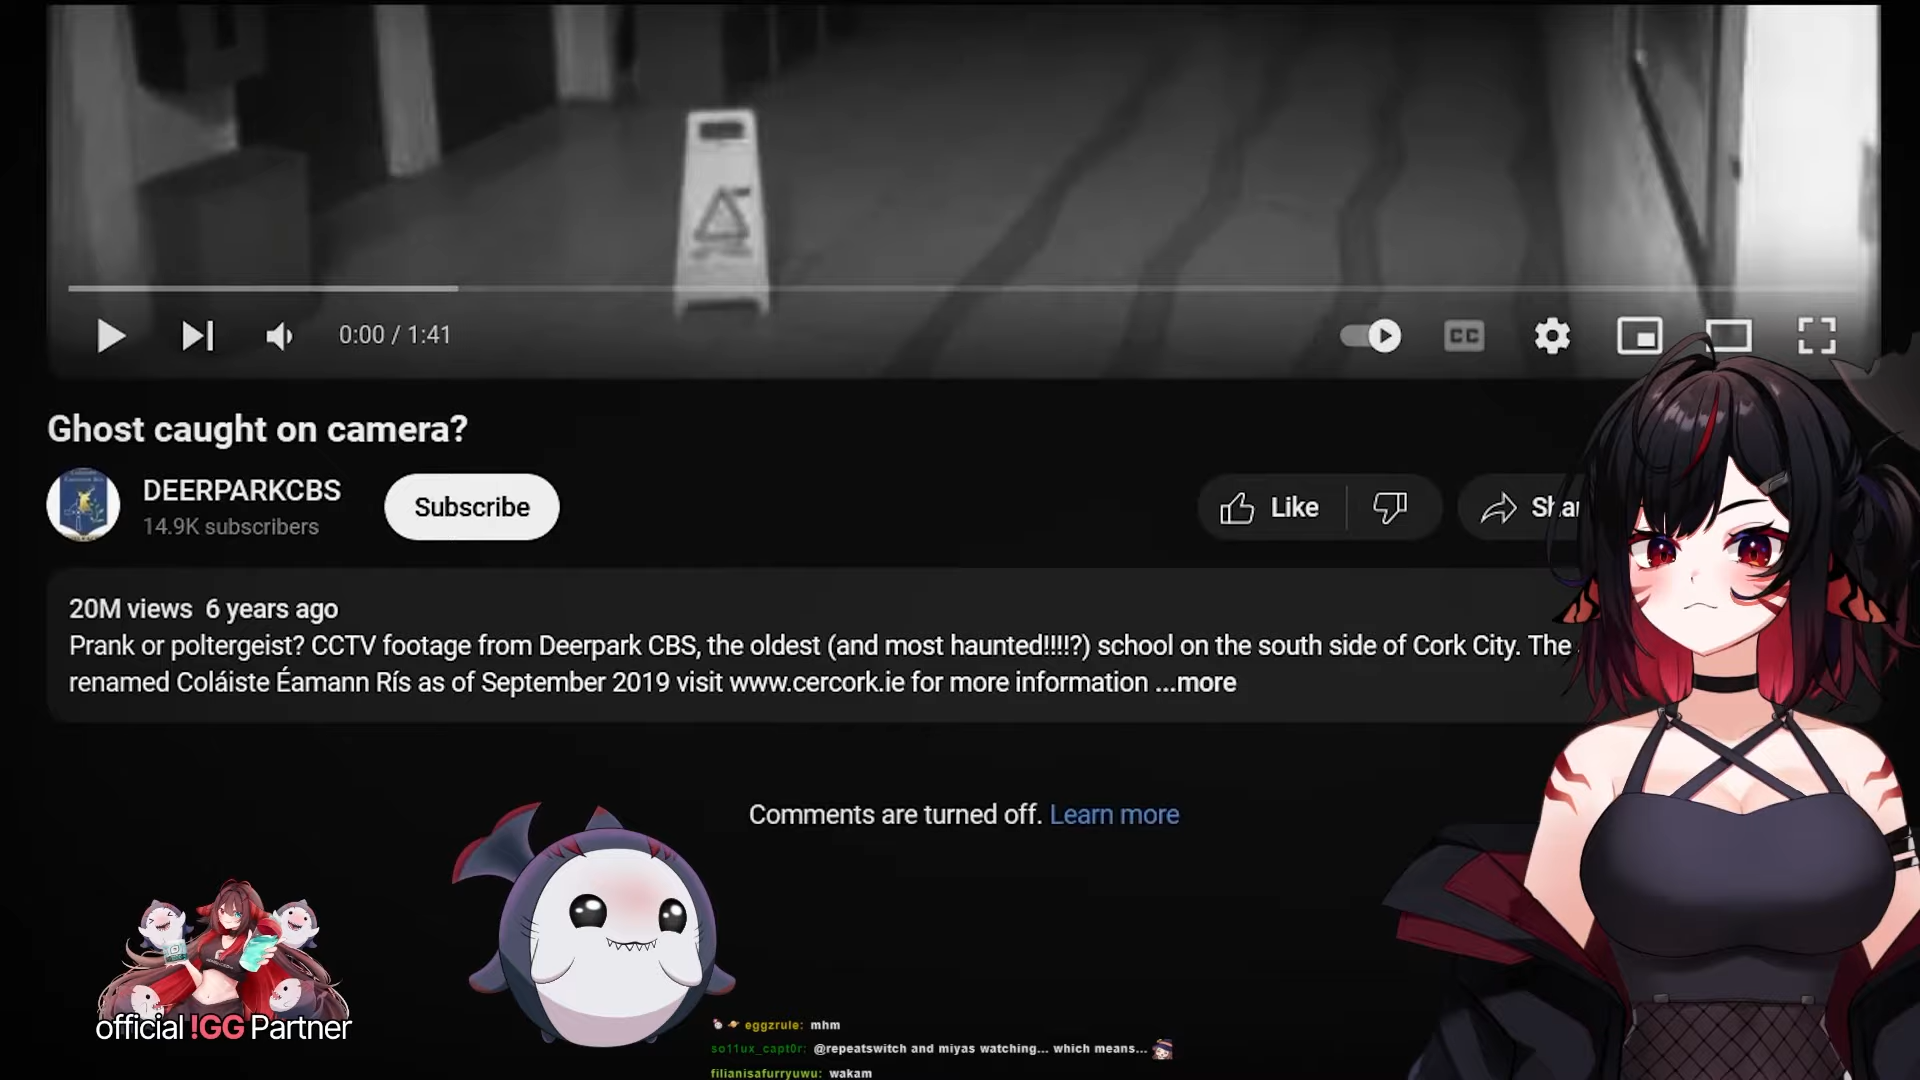 0:00 / 1:41
CC
Ghost caught on camera?
DEERPARKCBS
14.9K subscribers
Subscribe
Like
Shar
20M views 6 years ago
Prank or poltergeist? CCTV footage from Deerpark CBS, the oldest (and most haunted!!!!?) school on the south side of Cork City. The
renamed Coláiste Éamann Rís as of September 2019 visit www.cercork.ie for more information ...more
Comments are turned off. Learn more
official !GG Partner
eggzrule: mhm
so11ux_capt0r: @repeatswitch and miyas watching... which means...
filianisafurryuwu: wakam